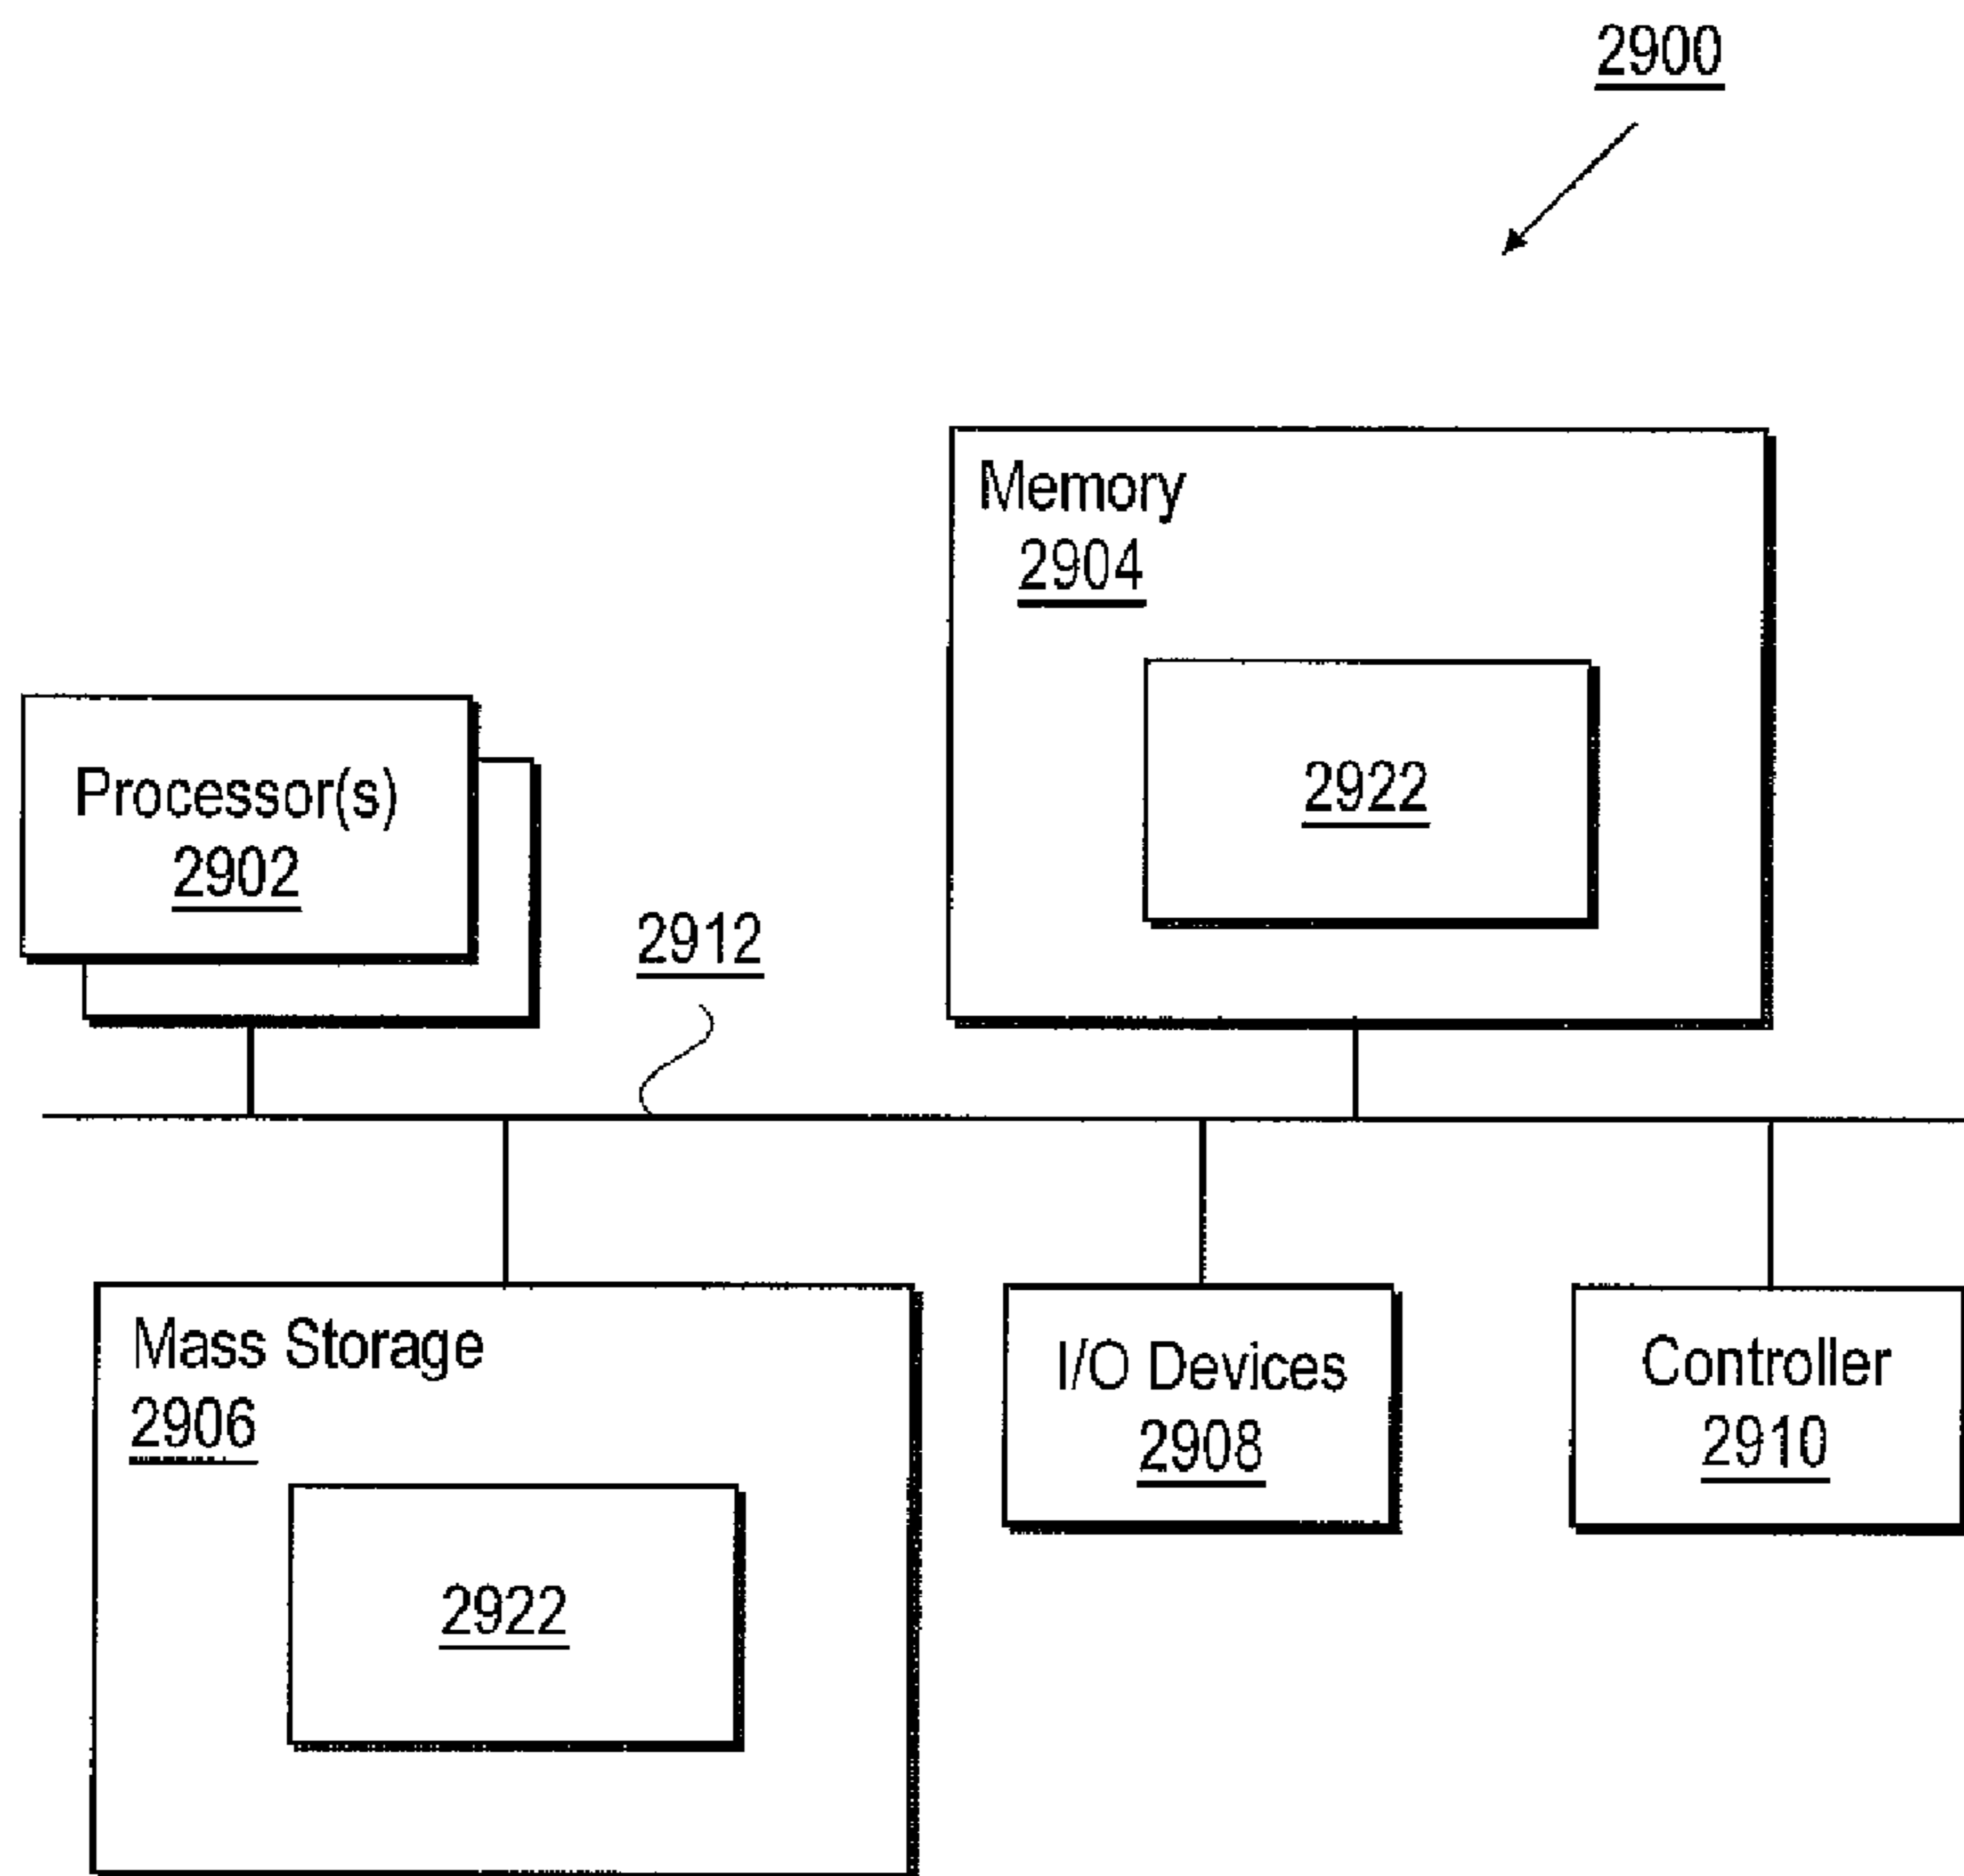 2900
Memory
2904
2922
Processor(s)
2902
2912
Mass Storage
2906
2922
I/O Devices
2908
Controller
2910